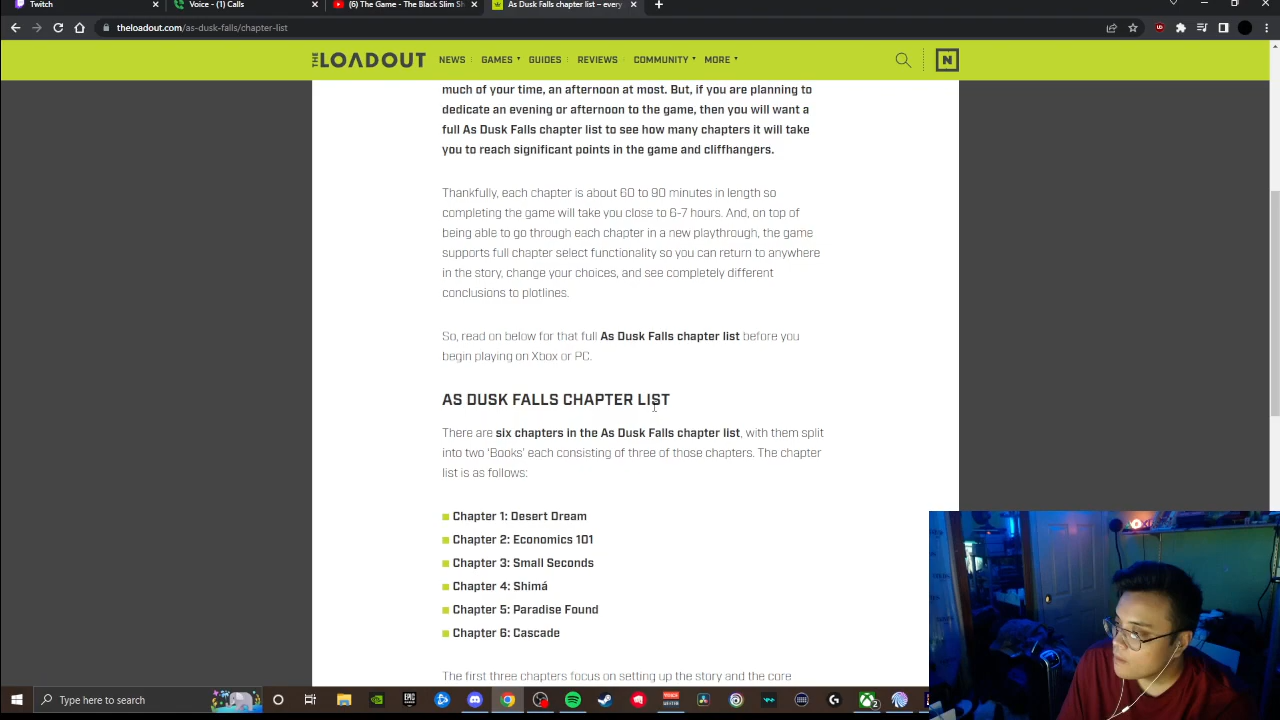 Twitch
Voice - (1) Calls
(6) The Game - The Black Slim Sh
As Dusk Falls chapter list – every
theloadout.com/as-dusk-falls/chapter-list
THE LOADOUT
NEWS
GAMES
GUIDES
REVIEWS
COMMUNITY
MORE
N
much of your time, an afternoon at most. But, if you are planning to
dedicate an evening or afternoon to the game, then you will want a
full As Dusk Falls chapter list to see how many chapters it will take
you to reach significant points in the game and cliffhangers.
Thankfully, each chapter is about 60 to 90 minutes in length so
completing the game will take you close to 6-7 hours. And, on top of
being able to go through each chapter in a new playthrough, the game
supports full chapter select functionality so you can return to anywhere
in the story, change your choices, and see completely different
conclusions to plotlines.
So, read on below for that full As Dusk Falls chapter list before you
begin playing on Xbox or PC.
AS DUSK FALLS CHAPTER LIST
There are six chapters in the As Dusk Falls chapter list, with them split
into two ‘Books’ each consisting of three of those chapters. The chapter
list is as follows:
Chapter 1: Desert Dream
Chapter 2: Economics 101
Chapter 3: Small Seconds
Chapter 4: Shimá
Chapter 5: Paradise Found
Chapter 6: Cascade
The first three chapters focus on setting up the story and the core
Type here to search
EPIC
2